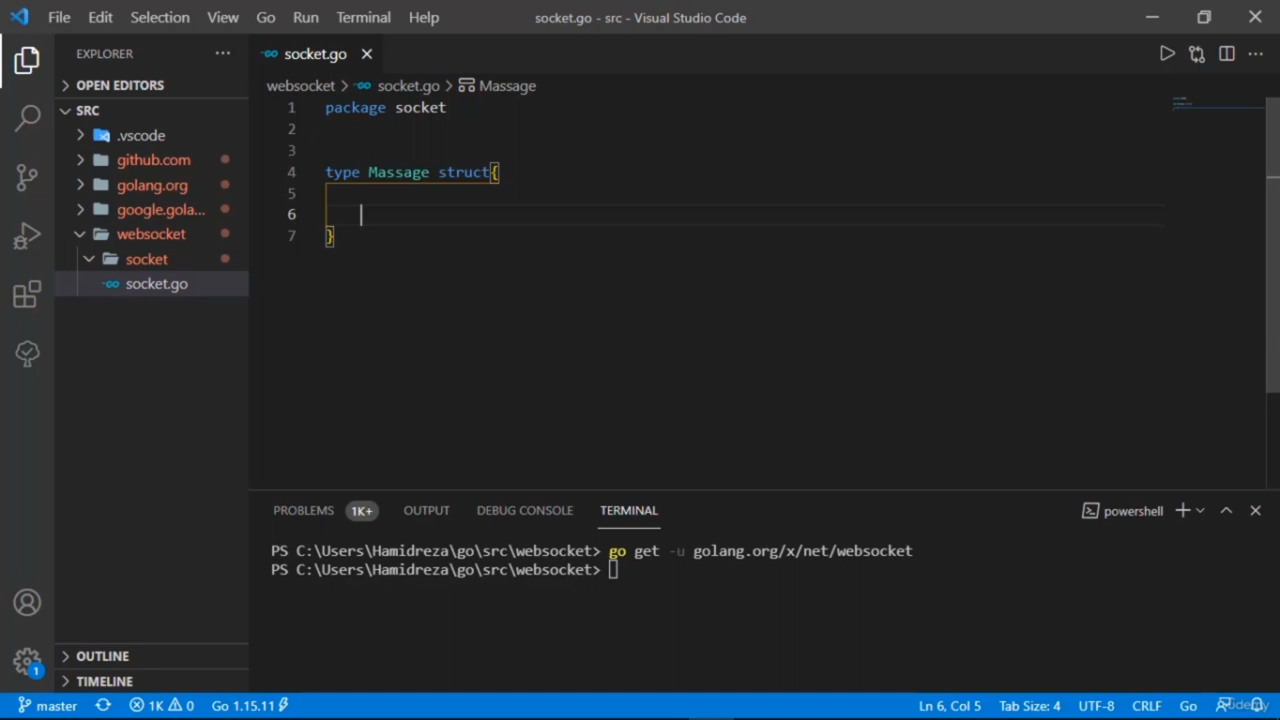 File Edit Selection View Go Run Terminal Help socket.go - src - Visual Studio Code
EXPLORER
socket.go
OPEN EDITORS
websocket > socket.go > Massage
SRC
.vscode
github.com
golang.org
google.gola...
websocket
socket
socket.go
1 package socket
2
3
4 type Massage struct{
5
6
7 }
PROBLEMS 1K+ OUTPUT DEBUG CONSOLE TERMINAL powershell
PS C:\Users\Hamidreza\go\src\websocket> go get -u golang.org/x/net/websocket
PS C:\Users\Hamidreza\go\src\websocket>
OUTLINE
TIMELINE
1
master 1K 0 Go 1.15.11 Ln 6, Col 5 Tab Size: 4 UTF-8 CRLF Go
Udemy